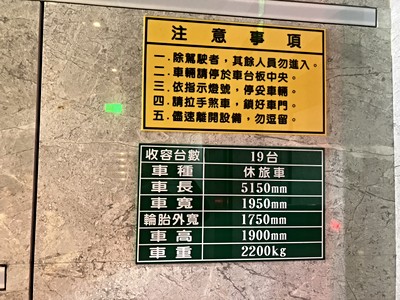 注意事項
一. 除駕駛者，其餘人員勿進入。
二. 車輛請停於車台板中央。
三. 依指示燈號，停妥車輛。
四. 請拉手煞車，鎖好車門。
五. 儘速離開設備，勿逗留。
收容台數 19台
車種 休旅車
車長 5150mm
車寬 1950mm
輪胎外寬 1750mm
車高 1900mm
車重 2200kg